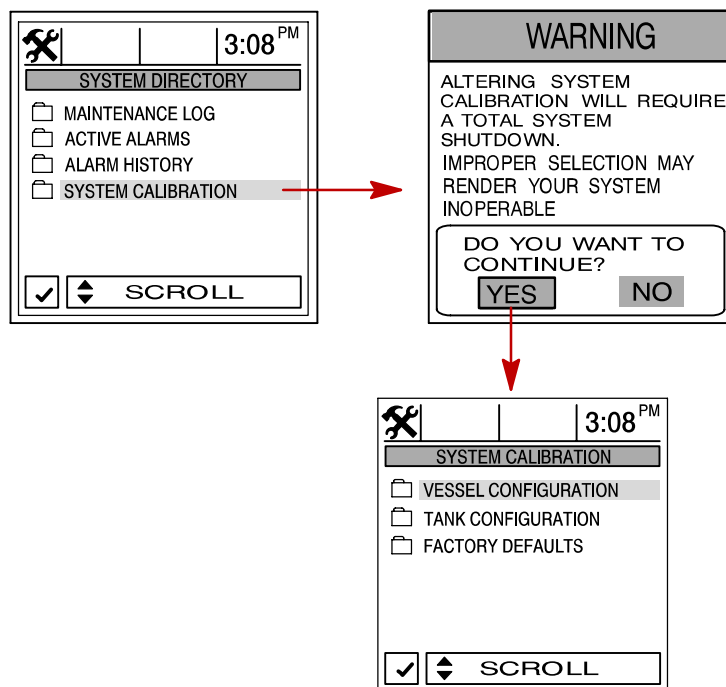 3:08 PM
SYSTEM DIRECTORY
MAINTENANCE LOG
ACTIVE ALARMS
ALARM HISTORY
SYSTEM CALIBRATION
SCROLL
WARNING
ALTERING SYSTEM
CALIBRATION WILL REQUIRE
A TOTAL SYSTEM
SHUTDOWN.
IMPROPER SELECTION MAY
RENDER YOUR SYSTEM
INOPERABLE
DO YOU WANT TO
CONTINUE?
YES NO
3:08 PM
SYSTEM CALIBRATION
VESSEL CONFIGURATION
TANK CONFIGURATION
FACTORY DEFAULTS
SCROLL